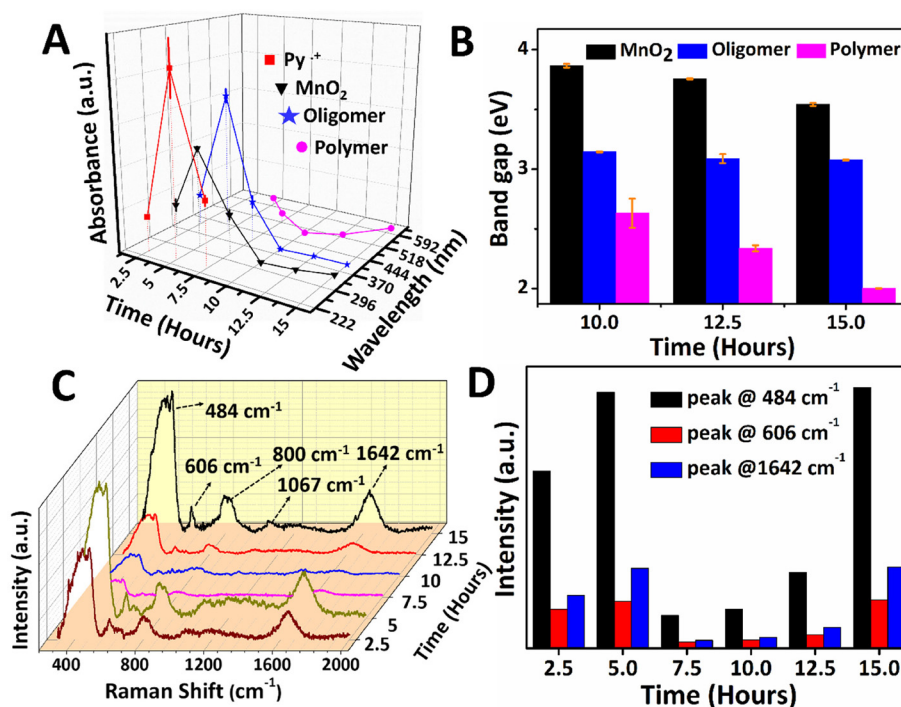 A
Absorbance (a.u.)
Py ·+
MnO2
Oligomer
Polymer
2.5
5
7.5
10
12.5
15
Time (Hours)
592
518
444
370
296
222
Wavelength (nm)
B
MnO2 Oligomer Polymer
Band gap (eV)
4
3
2
10.0 12.5 15.0
Time (Hours)
C
484 cm-1
606 cm-1
800 cm-1
1067 cm-1
1642 cm-1
Intensity (a.u.)
15
12.5
10
7.5
5
2.5
Time (Hours)
400 800 1200 1600 2000
Raman Shift (cm-1)
D
peak @ 484 cm-1
peak @ 606 cm-1
peak @1642 cm-1
Intensity (a.u.)
2.5 5.0 7.5 10.0 12.5 15.0
Time (Hours)